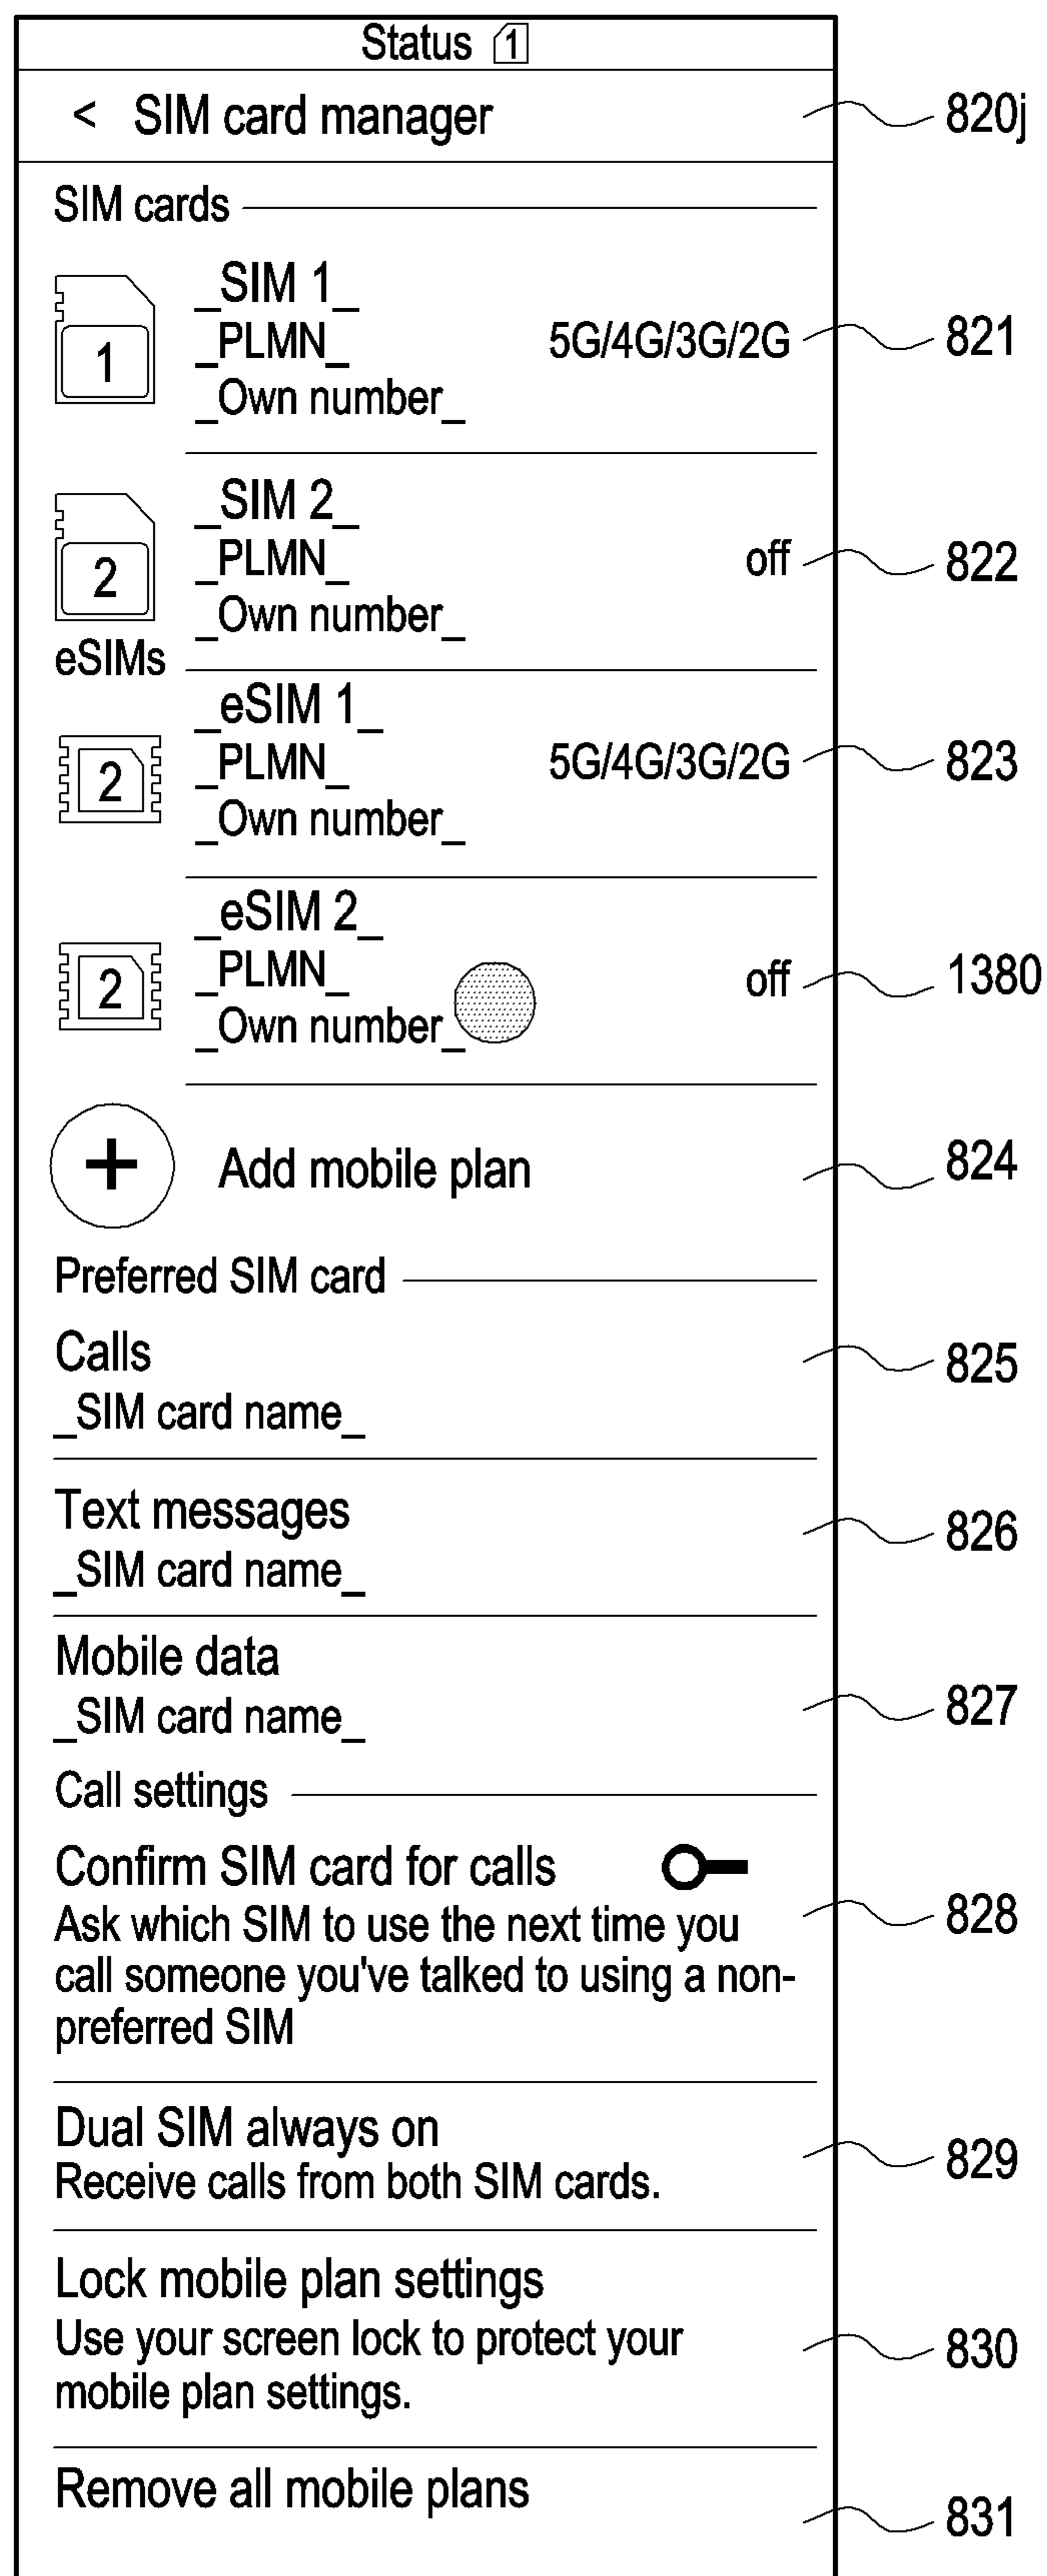 Status 1
< SIM card manager 820j
SIM cards
_SIM 1_
1 _PLMN_ 5G/4G/3G/2G 821
_Own number_
_SIM 2_
2 _PLMN_ off 822
_Own number_
eSIMs
_eSIM 1_
2 _PLMN_ 5G/4G/3G/2G 823
_Own number_
_eSIM 2_
2 _PLMN_ off 1380
_Own number_
+ Add mobile plan 824
Preferred SIM card
Calls 825
_SIM card name_
Text messages 826
_SIM card name_
Mobile data
_SIM card name_ 827
Call settings
Confirm SIM card for calls
Ask which SIM to use the next time you 828
call someone you've talked to using a non-
preferred SIM
Dual SIM always on
Receive calls from both SIM cards. 829
Lock mobile plan settings
Use your screen lock to protect your 830
mobile plan settings.
Remove all mobile plans
831